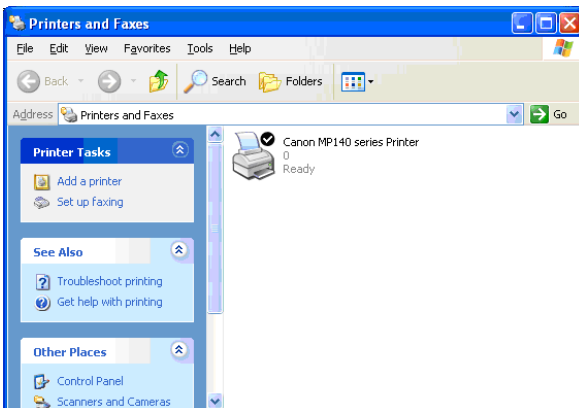 Printers and Faxes
File Edit View Favorites Tools Help
Back Search Folders
Address Printers and Faxes Go
Printer Tasks
Add a printer
Set up faxing
See Also
Troubleshoot printing
Get help with printing
Other Places
Control Panel
Scanners and Cameras
Canon MP140 series Printer
0
Ready